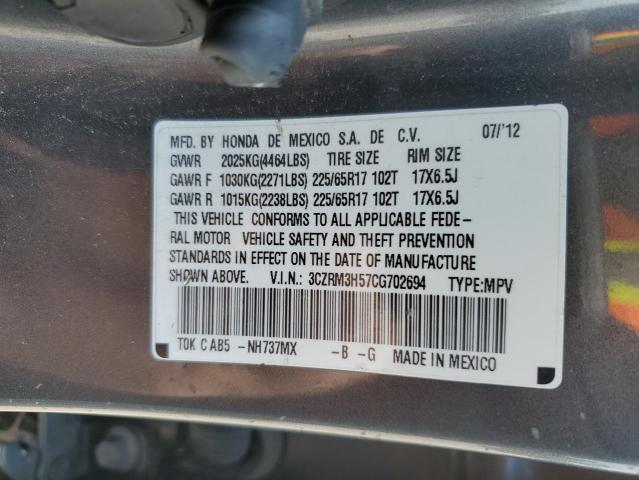 MFD. BY HONDA DE MEXICO S.A. DE C.V. 07/'12
GVWR 2025KG(4464LBS) TIRE SIZE RIM SIZE
GAWR F 1030KG(2271LBS) 225/65R17 102T 17X6.5J
GAWR R 1015KG(2238LBS) 225/65R17 102T 17X6.5J
THIS VEHICLE CONFORMS TO ALL APPLICABLE FEDE-
RAL MOTOR VEHICLE SAFETY AND THEFT PREVENTION
STANDARDS IN EFFECT ON THE DATE OF MANUFACTURE
SHOWN ABOVE. V.I.N.: 3CZRM3H57CG702694 TYPE:MPV
T0K C AB5 -NH737MX -B -G MADE IN MEXICO